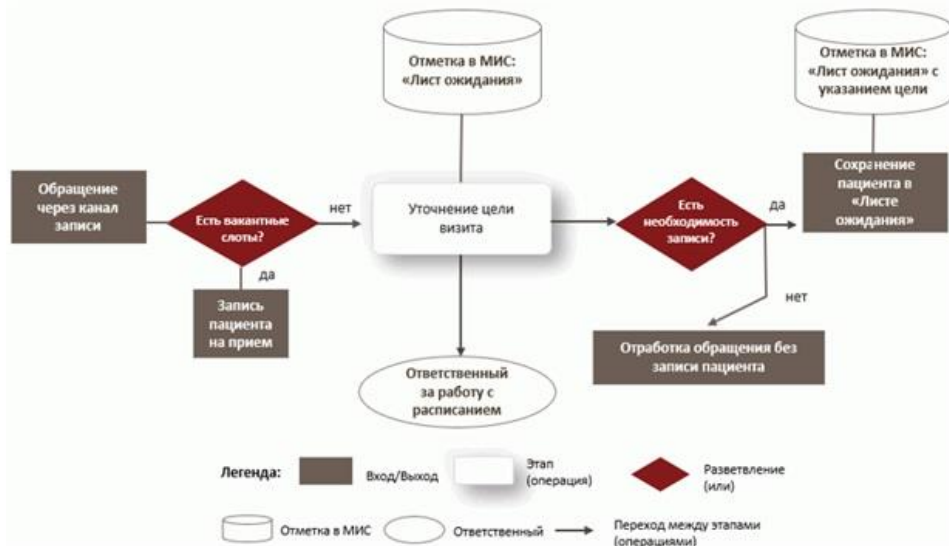 Отметка в МИС:
«Лист ожидания»
Отметка в МИС:
«Лист ожидания» с
указанием цели
Обращение
через канал
записи
Есть вакантные
слоты?
нет
да
Запись
пациента
на прием
Уточнение цели
визита
Ответственный
за работу с
расписанием
Есть
необходимость
записи?
да
Сохранение
пациента в
«Листе
ожидания»
нет
Отработка обращения без
записи пациента
Легенда:
Вход/Выход
Этап
(операция)
Разветвление
(или)
Отметка в МИС
Ответственный
Переход между этапами
(операциями)